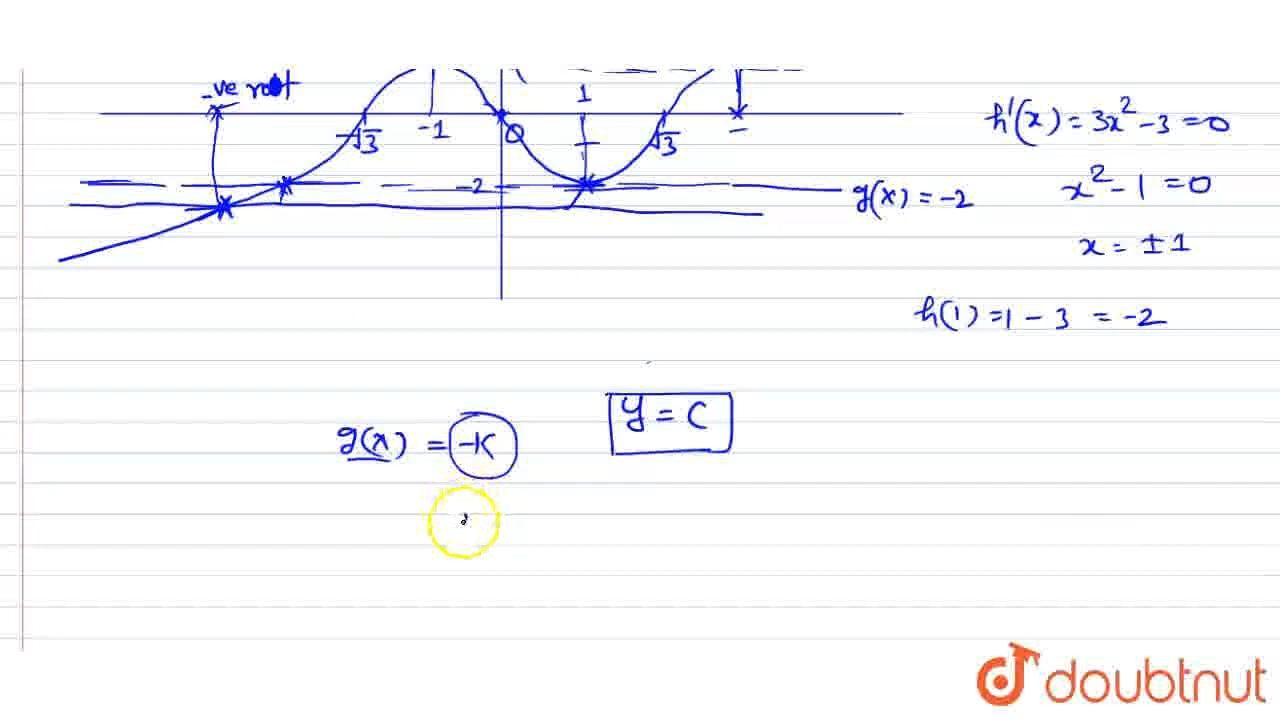 -ve root
1
-√3
-1
0
√3
-
-2
g(x) = -2
h'(x) = 3x² - 3 = 0
x² - 1 = 0
x = ± 1
h(1) = 1 - 3 = -2
g(x) = -K
y = c
doubtnut